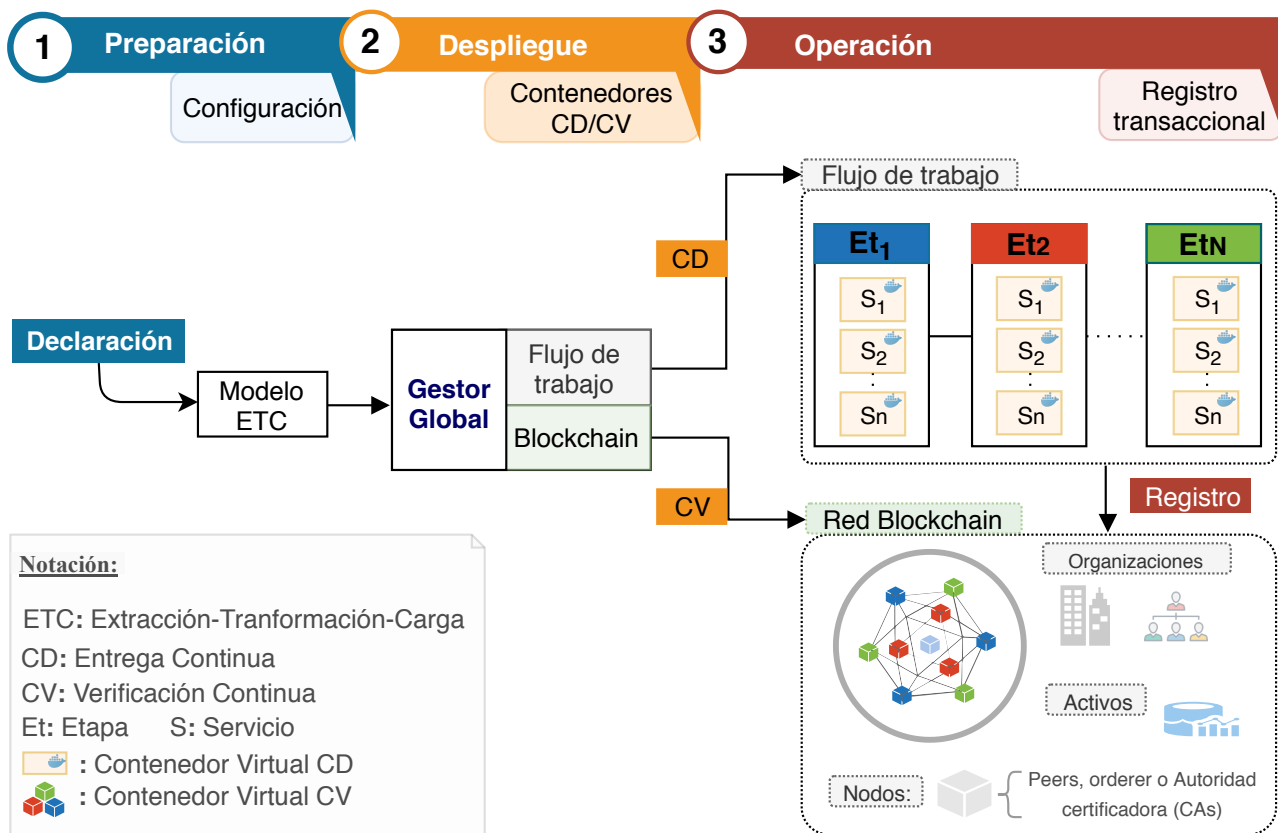 1 Preparación
2 Despliegue
3 Operación
Configuración
Contenedores
CD/CV
Registro
transaccional
Flujo de trabajo
CD
Et1
Et2
EtN
S1
S1
S1
S2
S2
S2
Sn
Sn
Sn
Declaración
Modelo
ETC
Gestor
Global
Flujo de
trabajo
Blockchain
CV
Registro
Red Blockchain
Organizaciones
Activos
Nodos:
Peers, orderer o Autoridad
certificadora (CAs)
Notación:
ETC: Extracción-Tranformación-Carga
CD: Entrega Continua
CV: Verificación Continua
Et: Etapa S: Servicio
: Contenedor Virtual CD
: Contenedor Virtual CV